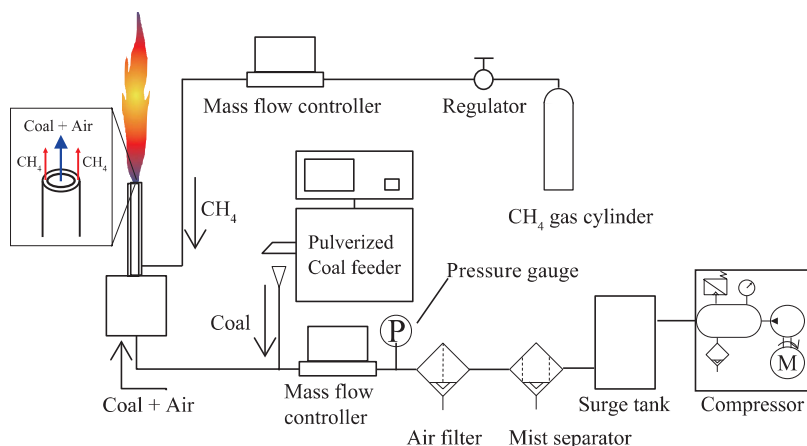 Mass flow controller
Regulator
Coal + Air
CH₄
CH₄
CH₄
CH₄ gas cylinder
Pulverized
Coal feeder
Pressure gauge
Coal
P
M
Mass flow
controller
Coal + Air
Air filter
Mist separator
Surge tank
Compressor